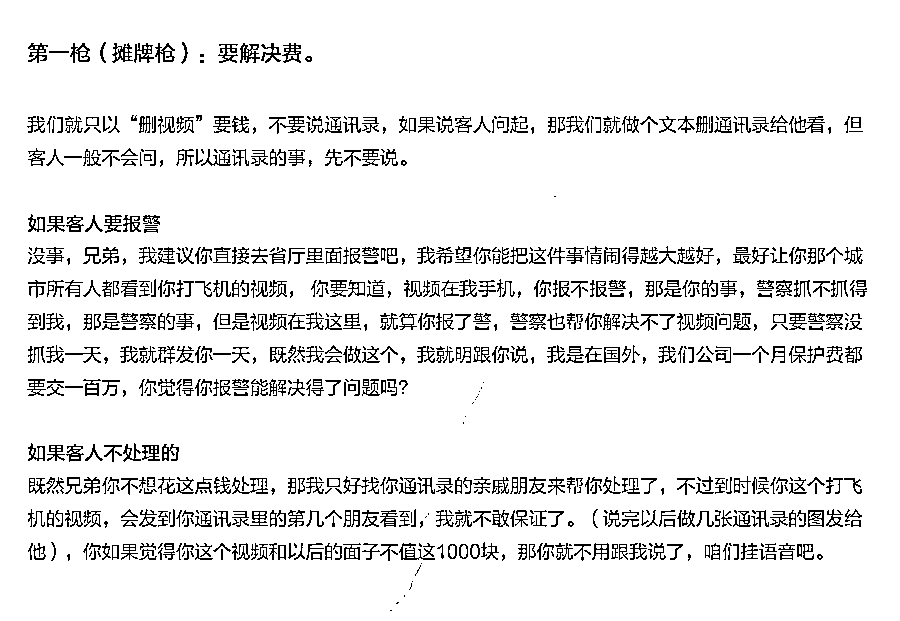 第一枪（摊牌枪）：要解决费。
我们就只以“删视频”要钱，不要说通讯录，如果说客人问起，那我们就做个文本删通讯录给他看，但
客人一般不会问，所以通讯录的事，先不要说。
如果客人要报警
没事，兄弟，我建议你直接去省厅里面报警吧，我希望你能把这件事情闹得越大越好，最好让你那个城
市所有人都看到你打飞机的视频， 你要知道，视频在我手机，你报不报警，那是你的事，警察抓不抓得
到我，那是警察的事，但是视频在我这里，就算你报了警，警察也帮你解决不了视频问题，只要警察没
抓我一天，我就群发你一天，既然我会做这个，我就明跟你说，我是在国外，我们公司一个月保护费都
要交一百万，你觉得你报警能解决得了问题吗？
如果客人不处理的
既然兄弟你不想花这点钱处理，那我只好找你通讯录的亲戚朋友来帮你处理了，不过到时候你这个打飞
机的视频，会发到你通讯录里的第几个朋友看到，我就不敢保证了。（说完以后做几张通讯录的图发给
他），你如果觉得你这个视频和以后的面子不值这1000块，那你就不用跟我说了，咱们挂语音吧。